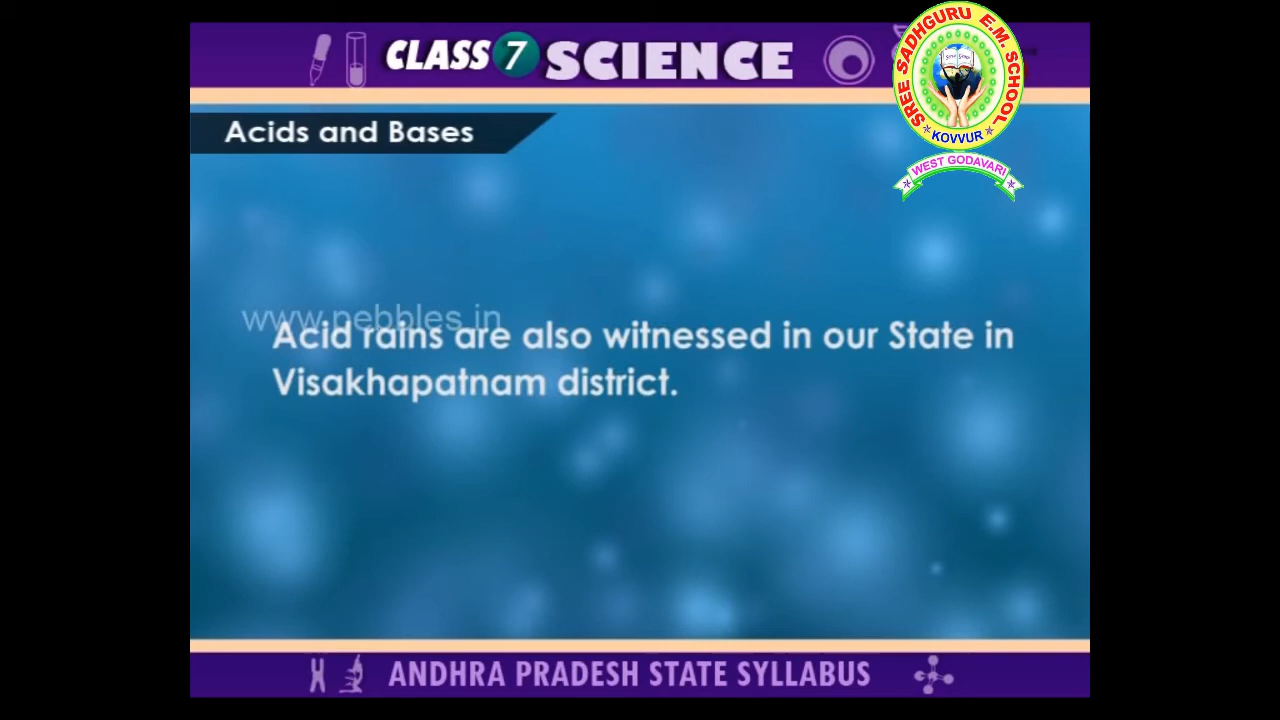 CLASS 7 SCIENCE
SREE SADHGURU E.M. SCHOOL
KOVVUR
WEST GODAVARI
Acids and Bases
www.pebbles.in
Acid rains are also witnessed in our State in
Visakhapatnam district.
ANDHRA PRADESH STATE SYLLABUS